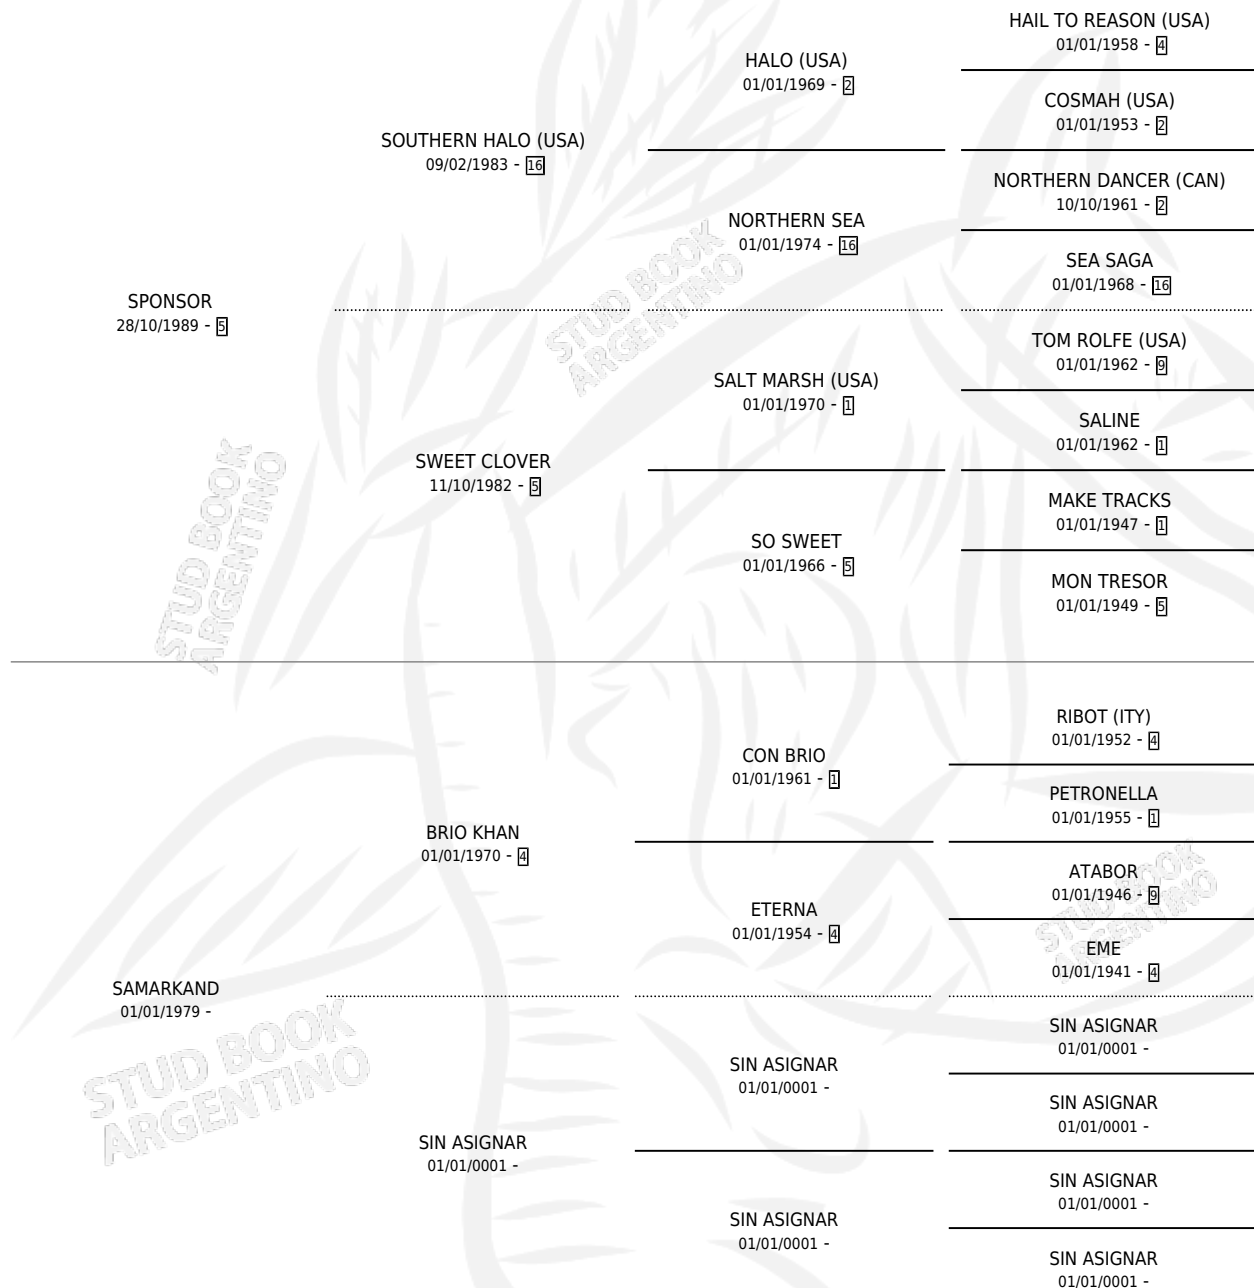 HAIL TO REASON (USA)
01/01/1958 - 4
HALO (USA)
01/01/1969 - 2
COSMAH (USA)
01/01/1953 - 2
SOUTHERN HALO (USA)
09/02/1983 - 16
NORTHERN DANCER (CAN)
10/10/1961 - 2
NORTHERN SEA
01/01/1974 - 16
SEA SAGA
01/01/1968 - 16
SPONSOR
28/10/1989 - 5
STUD BOOK
ARGENTINO
TOM ROLFE (USA)
01/01/1962 - 9
SALT MARSH (USA)
01/01/1970 - 1
SALINE
01/01/1962 - 1
SWEET CLOVER
11/10/1982 - 5
MAKE TRACKS
01/01/1947 - 1
SO SWEET
01/01/1966 - 5
MON TRESOR
01/01/1949 - 5
STUD BOOK
ARGENTINO
RIBOT (ITY)
01/01/1952 - 4
CON BRIO
01/01/1961 - 1
PETRONELLA
01/01/1955 - 1
BRIO KHAN
01/01/1970 - 4
ATABOR
01/01/1946 - 9
ETERNA
01/01/1954 - 4
EME
01/01/1941 - 4
STUD BOOK
ARGENTINO
SAMARKAND
01/01/1979 -
STUD BOOK
ARGENTINO
SIN ASIGNAR
01/01/0001 -
SIN ASIGNAR
01/01/0001 -
SIN ASIGNAR
01/01/0001 -
SIN ASIGNAR
01/01/0001 -
SIN ASIGNAR
01/01/0001 -
SIN ASIGNAR
01/01/0001 -
SIN ASIGNAR
01/01/0001 -